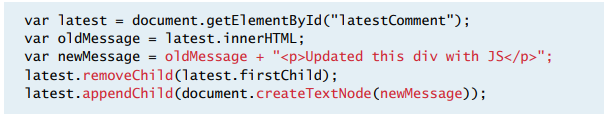 var latest = document.getElementById("latestComment");
var oldMessage = latest.innerHTML;
var newMessage = oldMessage + "<p>Updated this div with JS</p>";
latest.removeChild(latest.firstChild);
latest.appendChild(document.createTextNode(newMessage));